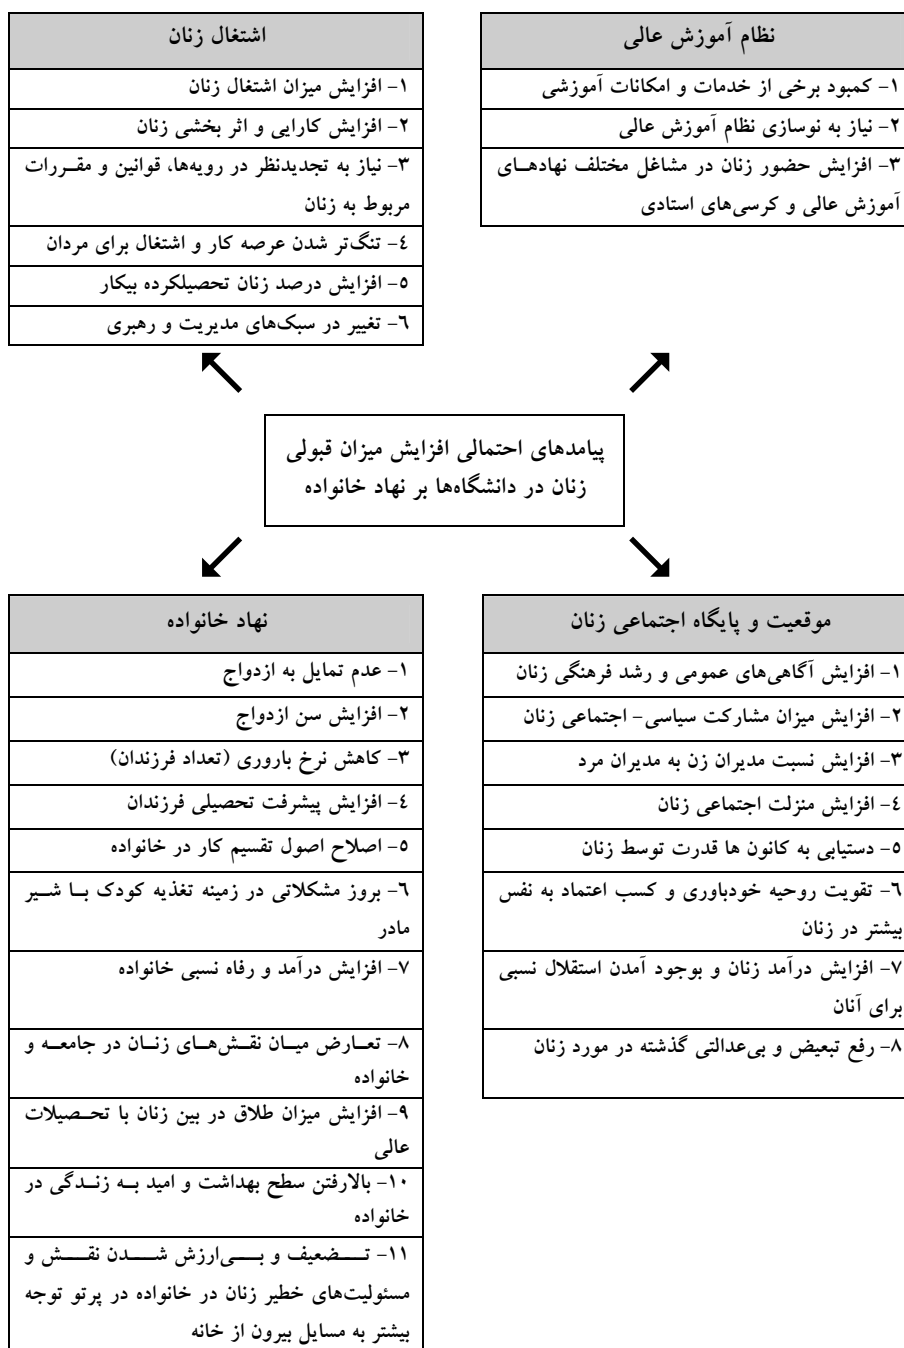 نظام آموزش عالی
۱- کمبود برخی از خدمات و امکانات آموزشی
۲- نیاز به نوسازی نظام آموزش عالی
۳- افزایش حضور زنان در مشاغل مختلف نهادهـای
آموزش عالی و کرسی‌های استادی
اشتغال زنان
۱- افزایش میزان اشتغال زنان
۲- افزایش کارایی و اثر بخشی زنان
۳- نیاز به تجدیدنظر در رویه‌ها، قوانین و مقـررات
مربوط به زنان
٤- تنگ‌تر شدن عرصه کار و اشتغال برای مردان
٥- افزایش درصد زنان تحصیلکرده بیکار
٦- تغییر در سبک‌های مدیریت و رهبری
پیامدهای احتمالی افزایش میزان قبولی
زنان در دانشگاه‌ها بر نهاد خانواده
موقعیت و پایگاه اجتماعی زنان
۱- افزایش آگاهی‌های عمومی و رشد فرهنگی زنان
۲- افزایش میزان مشارکت سیاسی- اجتماعی زنان
۳- افزایش نسبت مدیران زن به مدیران مرد
٤- افزایش منزلت اجتماعی زنان
٥- دستیابی به کانون ها قدرت توسط زنان
٦- تقویت روحیه خودباوری و کسب اعتماد به نفس
بیشتر در زنان
۷- افزایش درآمد زنان و بوجود آمدن استقلال نسبی
برای آنان
۸- رفع تبعیض و بی‌عدالتی گذشته در مورد زنان
نهاد خانواده
۱- عدم تمایل به ازدواج
۲- افزایش سن ازدواج
۳- کاهش نرخ باروری (تعداد فرزندان)
٤- افزایش پیشرفت تحصیلی فرزندان
٥- اصلاح اصول تقسیم کار در خانواده
٦- بروز مشکلاتی در زمینه تغذیه کودک بـا شـیر
مادر
۷- افزایش درآمد و رفاه نسبی خانواده
۸- تعـارض میـان نقـش‌هـای زنـان در جامعـه و
خانواده
۹- افزایش میزان طلاق در بین زنان با تحـصیلات
عالی
۱۰- بالارفتن سطح بهداشت و امید بـه زنـدگی در
خانواده
۱۱- تـضعیف و بـی‌ارزش شـدن نقـش و
مسئولیت‌های خطیر زنان در خانواده در پرتو توجه
بیشتر به مسایل بیرون از خانه